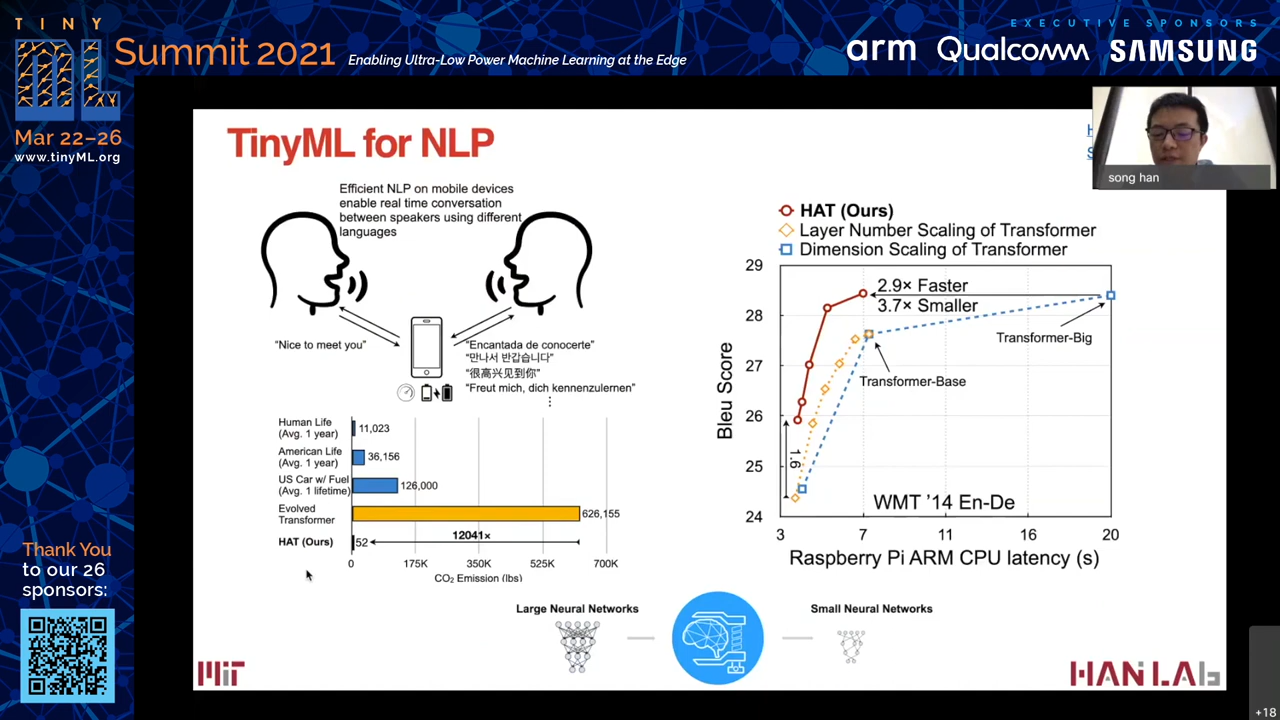 TINY
ML
Summit 2021
Enabling Ultra-Low Power Machine Learning at the Edge
EXECUTIVE SPONSORS
arm Qualcomm SAMSUNG
Mar 22–26
www.tinyML.org
song han
TinyML for NLP
Efficient NLP on mobile devices
enable real time conversation
between speakers using different
languages
“Nice to meet you”
“Encantada de conocerte”
“만나서 반갑습니다”
“很高兴见到你”
“Freut mich, dich kennenzulernen”
Human Life
(Avg. 1 year)
11,023
American Life
(Avg. 1 year)
36,156
US Car w/ Fuel
(Avg. 1 lifetime)
126,000
Evolved
Transformer
626,155
HAT (Ours)
52
12041×
0 175K 350K 525K 700K
CO2 Emission (lbs)
HAT (Ours)
Layer Number Scaling of Transformer
Dimension Scaling of Transformer
29
28
27
26
25
24
Bleu Score
2.9× Faster
3.7× Smaller
Transformer-Big
Transformer-Base
1.6
WMT ’14 En-De
3 7 11 16 20
Raspberry Pi ARM CPU latency (s)
Large Neural Networks
Small Neural Networks
MIT
HAN LAB
Thank You
to our 26
sponsors:
+18